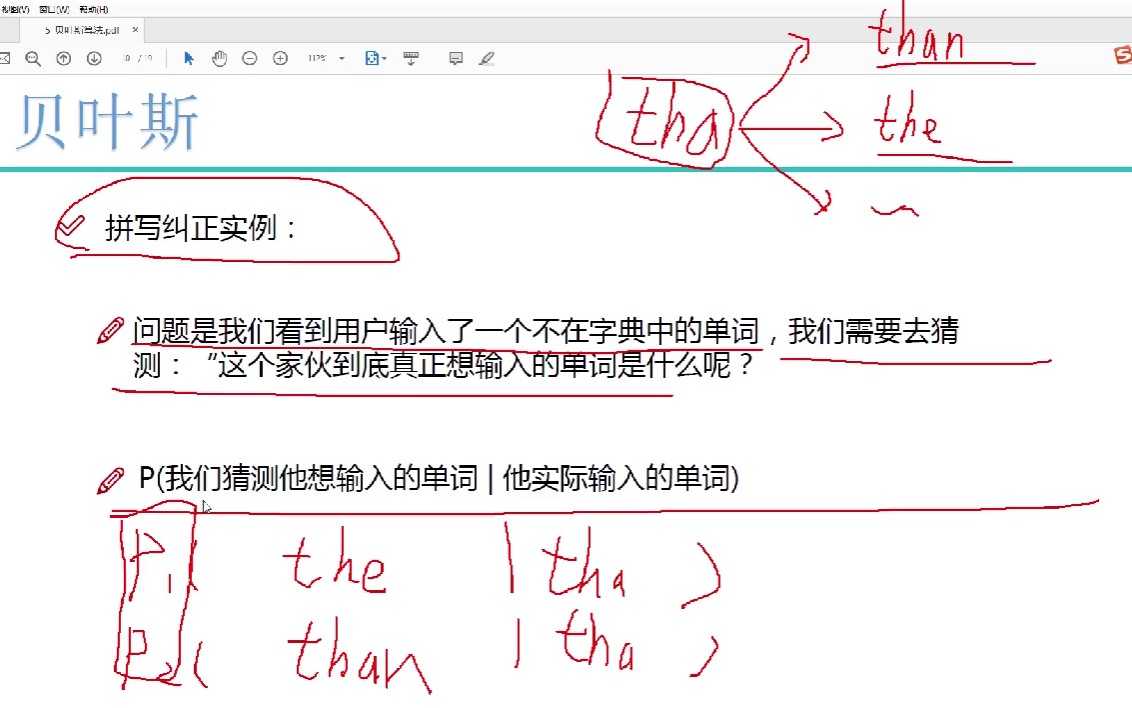 视图(V) 窗口(W) 帮助(H)
5 贝叶斯算法.pdf ×
10 / 19 112%
than
tha
the
贝叶斯
拼写纠正实例：
问题是我们看到用户输入了一个不在字典中的单词，我们需要去猜
测：“这个家伙到底真正想输入的单词是什么呢？
P(我们猜测他想输入的单词 | 他实际输入的单词)
P1( the | tha )
P2( than | tha )